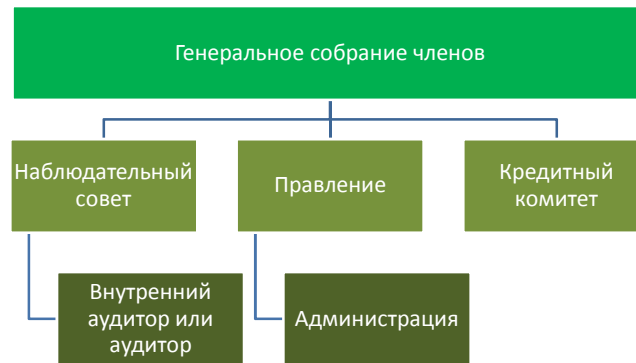 Генеральное собрание членов
Наблюдательный
совет
Правление
Кредитный
комитет
Внутренний
аудитор или
аудитор
Администрация